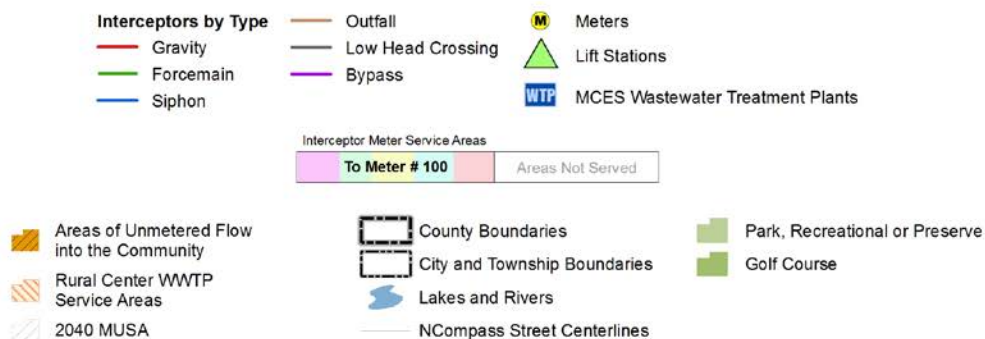 Interceptors by Type
Gravity
Forcemain
Siphon
Outfall
Low Head Crossing
Bypass
M Meters
Lift Stations
WTP MCES Wastewater Treatment Plants
Interceptor Meter Service Areas
To Meter # 100 Areas Not Served
Areas of Unmetered Flow
into the Community
Rural Center WWTP
Service Areas
2040 MUSA
County Boundaries
City and Township Boundaries
Lakes and Rivers
NCompass Street Centerlines
Park, Recreational or Preserve
Golf Course